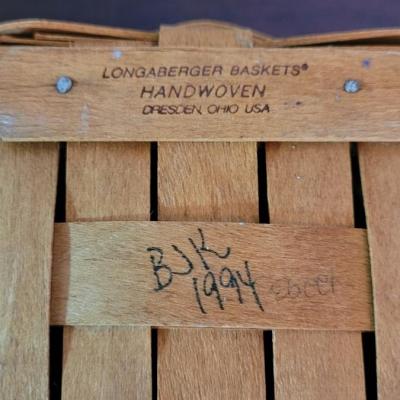 LONGABERGER BASKETS®
HANDWOVEN
DRESDEN, OHIO USA
BJK
1994